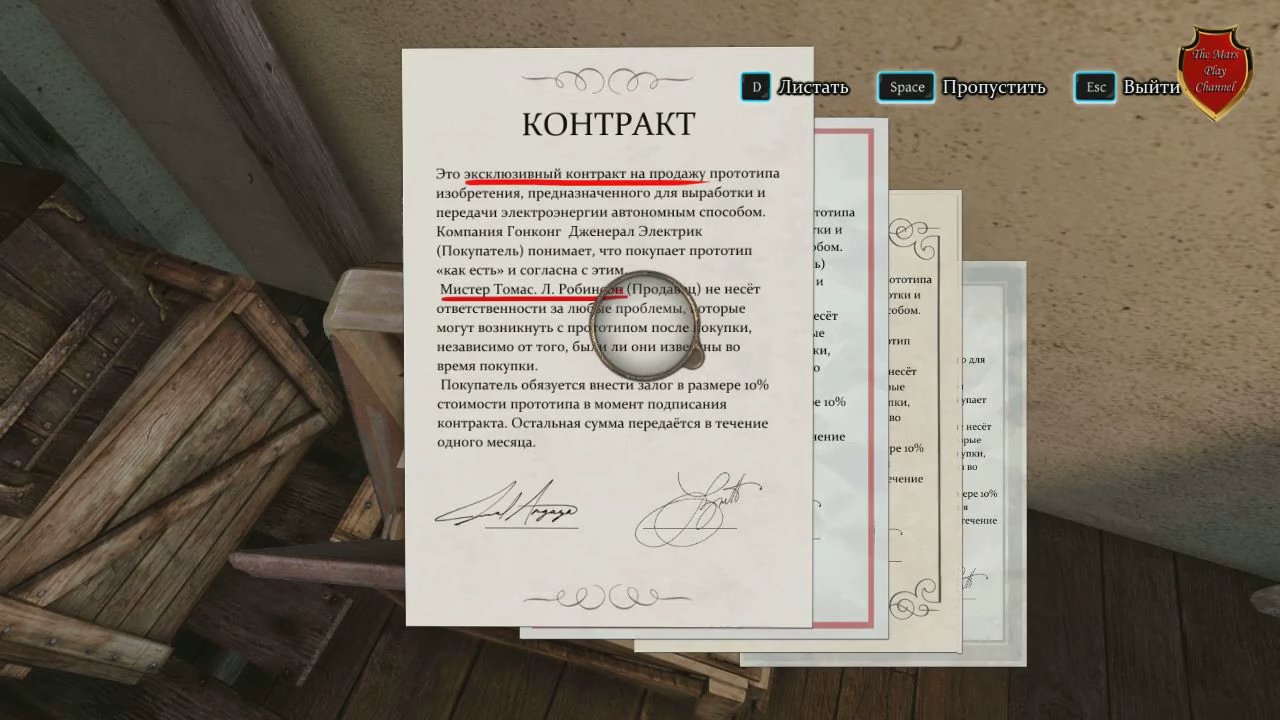 D Листать Space Пропустить Esc Выйти
The Mars
Play
Channel
КОНТРАКТ
Это эксклюзивный контракт на продажу прототипа
изобретения, предназначенного для выработки и
передачи электроэнергии автономным способом.
Компания Гонконг Дженерал Электрик
(Покупатель) понимает, что покупает прототип
«как есть» и согласна с этим.
Мистер Томас. Л. Робинсон (Продавец) не несёт
ответственности за любые проблемы, которые
могут возникнуть с прототипом после покупки,
независимо от того, были ли они известны во
время покупки.
Покупатель обязуется внести залог в размере 10%
стоимости прототипа в момент подписания
контракта. Остальная сумма передаётся в течение
одного месяца.